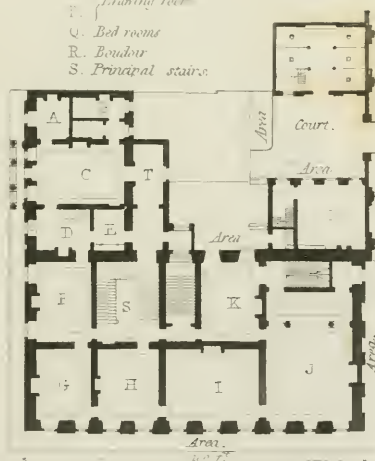 P.
Q. Bed rooms
R. Boudoir
S. Principal stairs.
A
Court.
Area
Area
C
T
D
E
Area
F
S
K
Area.
J
G
H
I
Area.